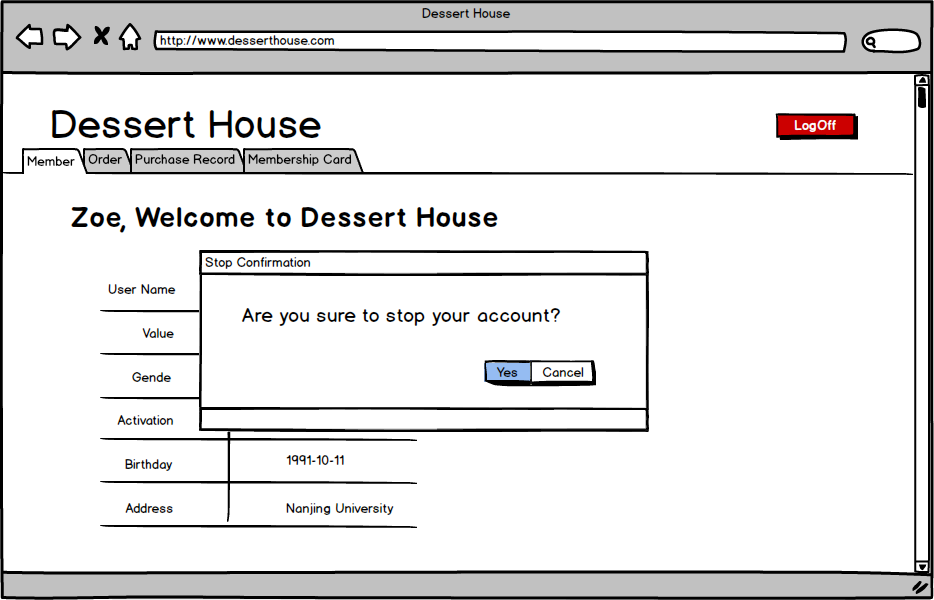 Dessert House
http://www.desserthouse.com
Dessert House
LogOff
Member Order Purchase Record Membership Card
Zoe, Welcome to Dessert House
Stop Confirmation
User Name
Are you sure to stop your account?
Value
Yes Cancel
Gende
Activation
Birthday 1991-10-11
Address Nanjing University